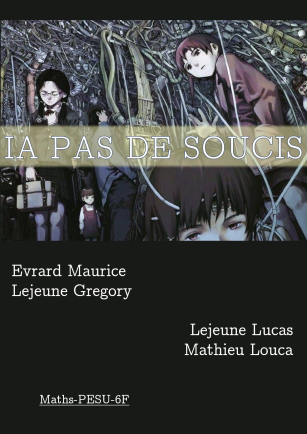 IA PAS DE SOUCIS
Evrard Maurice
Lejeune Gregory
Lejeune Lucas
Mathieu Louca
Maths-PESU-6F